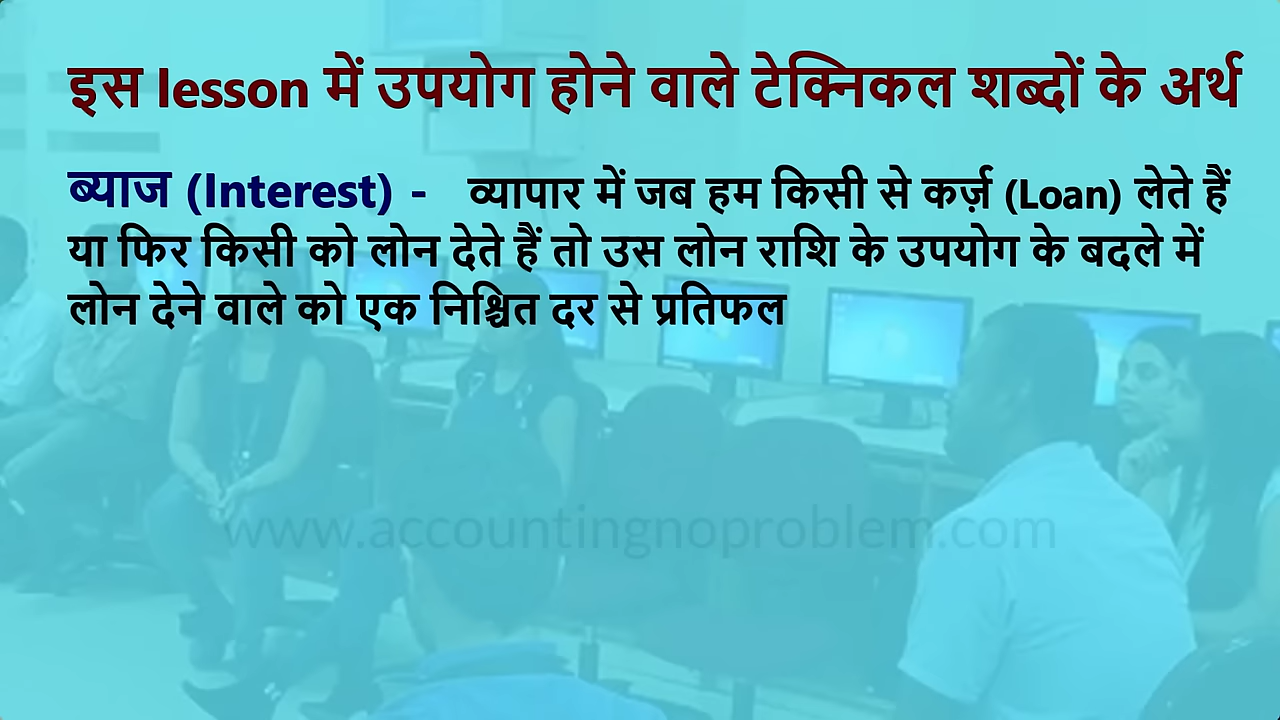 इस lesson में उपयोग होने वाले टेक्निकल शब्दों के अर्थ
ब्याज (Interest) - व्यापार में जब हम किसी से कर्ज़ (Loan) लेते हैं
या फिर किसी को लोन देते हैं तो उस लोन राशि के उपयोग के बदले में
लोन देने वाले को एक निश्चित दर से प्रतिफल
www.accountingnoproblem.com